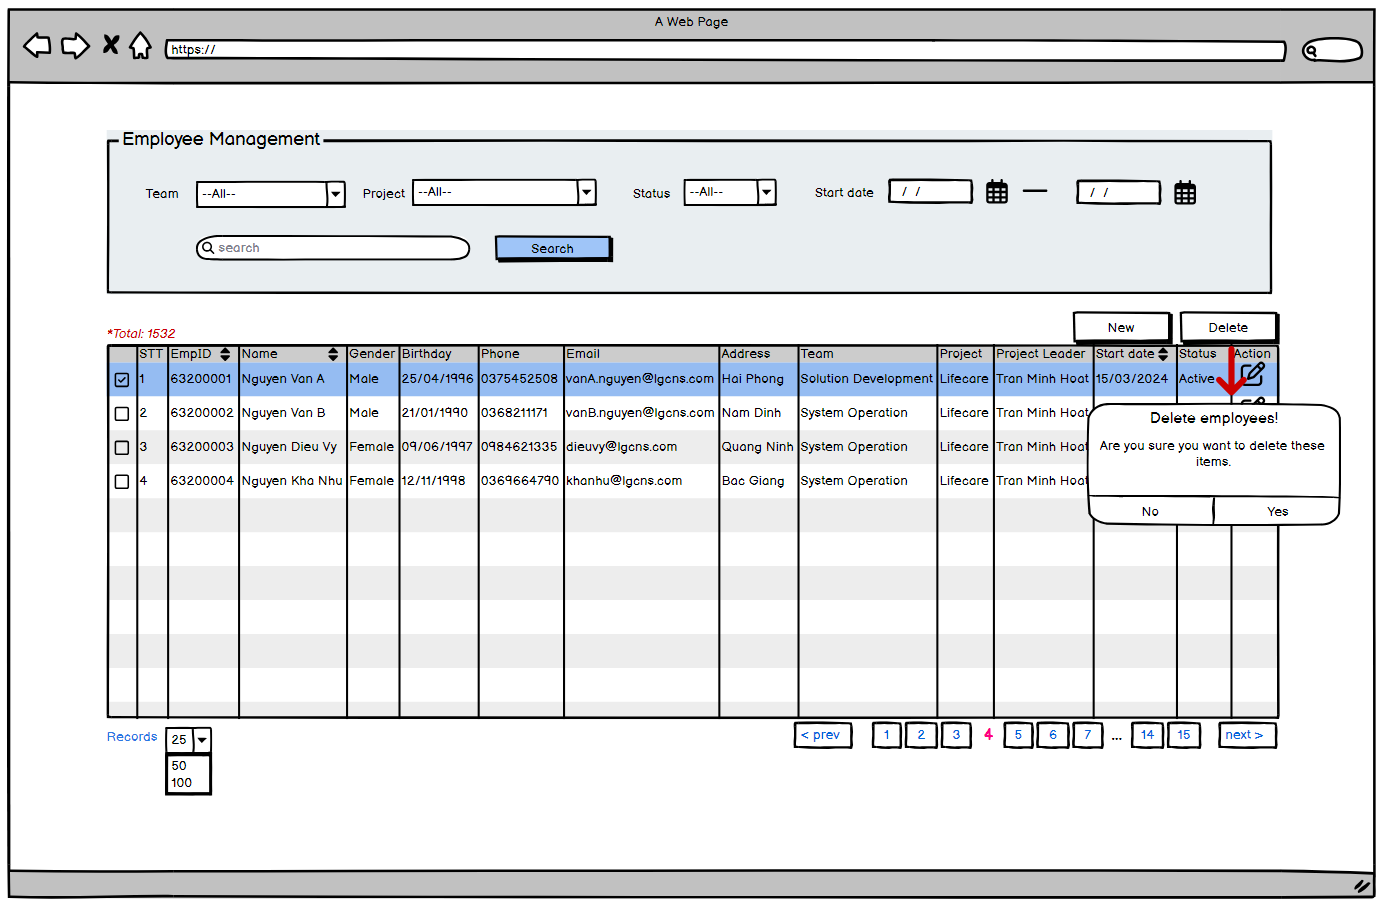 A Web Page
https://
Employee Management
Team --All-- Project --All-- Status --All-- Start date / / / /
search Search
*Total: 1532
New Delete
STT EmpID Name Gender Birthday Phone Email Address Team Project Project Leader Start date Status Action
1 63200001 Nguyen Van A Male 25/04/1996 0375452508 vanA.nguyen@lgcns.com Hai Phong Solution Development Lifecare Tran Minh Hoat 15/03/2024 Active
2 63200002 Nguyen Van B Male 21/01/1990 0368211171 vanB.nguyen@lgcns.com Nam Dinh System Operation Lifecare Tran Minh Hoat
3 63200003 Nguyen Dieu Vy Female 09/06/1997 0984621335 dieuvy@lgcns.com Quang Ninh System Operation Lifecare Tran Minh Hoat
4 63200004 Nguyen Kha Nhu Female 12/11/1998 0369664790 khanhu@lgcns.com Bac Giang System Operation Lifecare Tran Minh Hoat
Delete employees!
Are you sure you want to delete these
items.
No Yes
Records 25
50
100
< prev 1 2 3 4 5 6 7 ... 14 15 next >